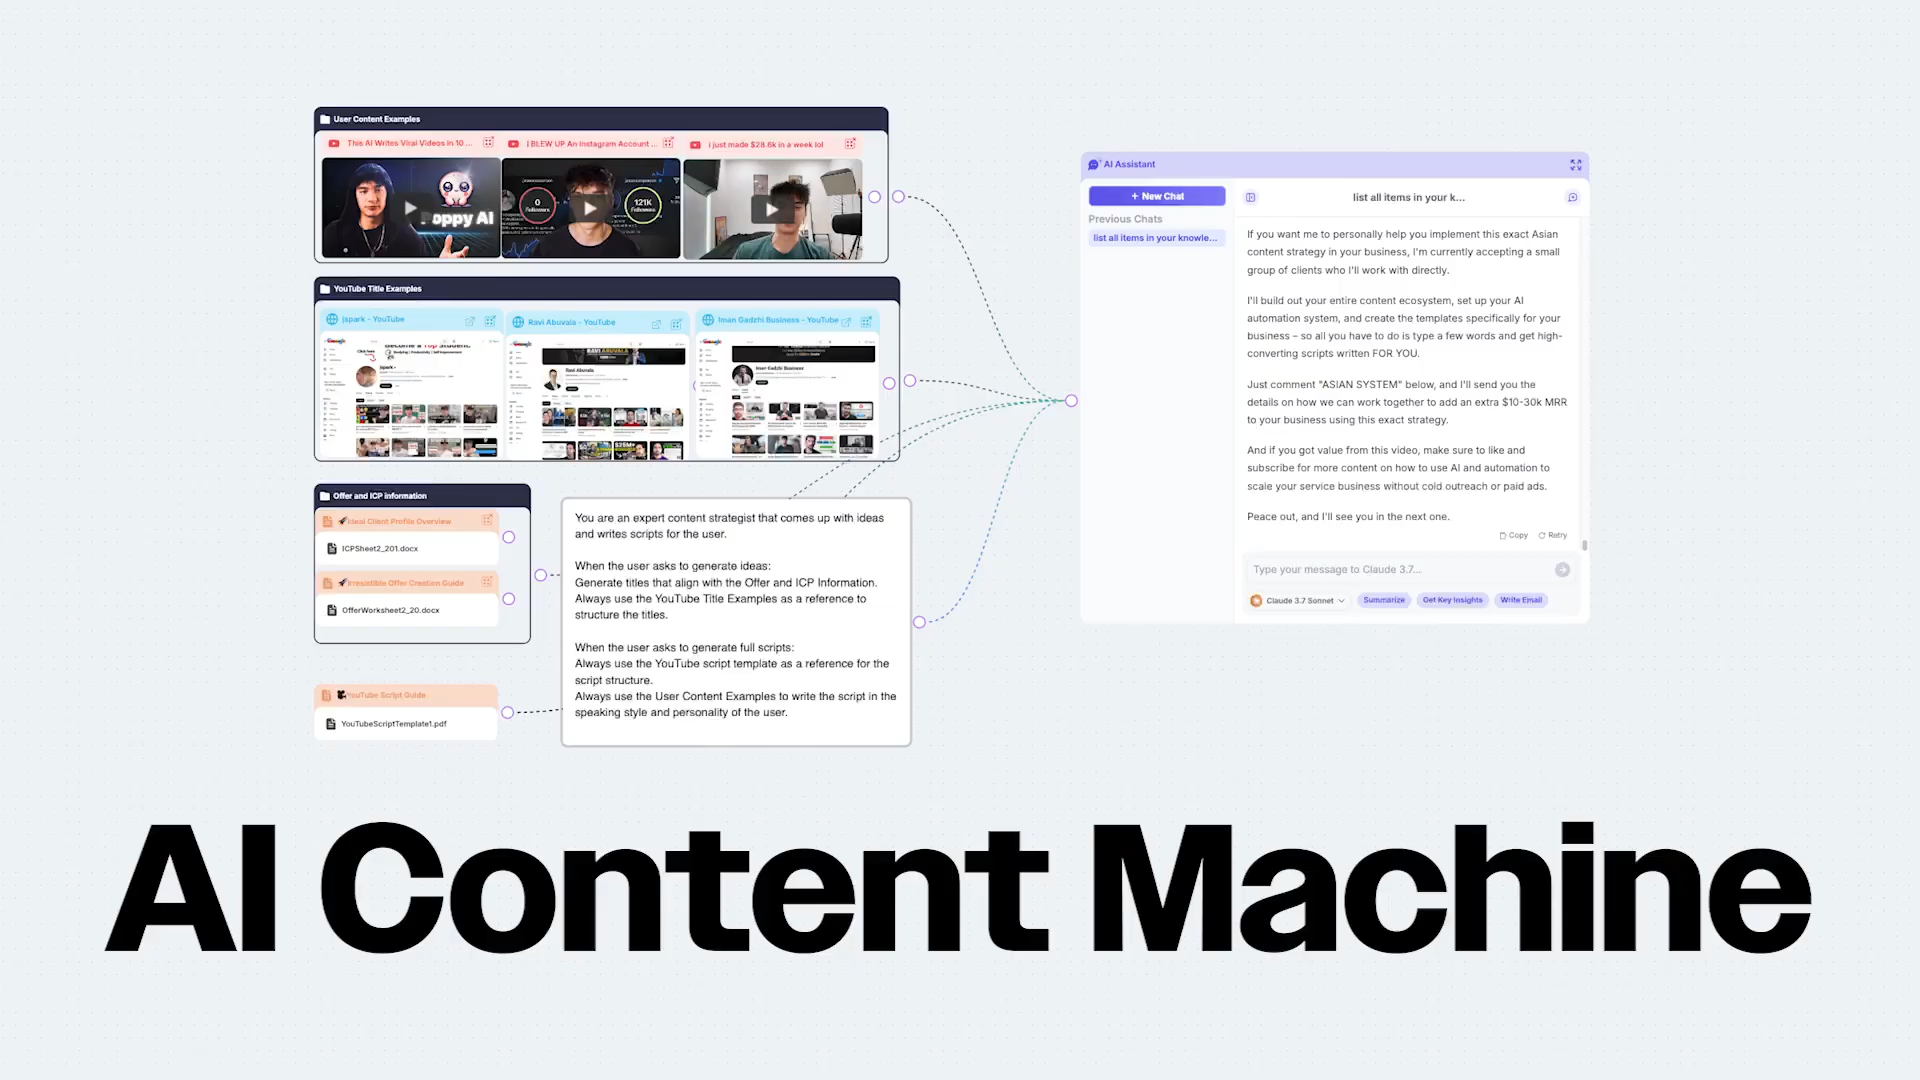 User Content Examples
This AI Writes Viral Videos in 10 ...
I BLEW UP An Instagram Account ...
i just made $28.6k in a week lol
oppy AI
0
Followers
121K
Followers
YouTube Title Examples
jspark - YouTube
Ravi Abuvala - YouTube
Iman Gadzhi Business - YouTube
Become a Top Student.
RAVI ABUVALA
Ravi Abuvala
Iman Gadzhi Business
Offer and ICP information
Ideal Client Profile Overview
ICPSheet2_201.docx
Irresistible Offer Creation Guide
OfferWorksheet2_20.docx
YouTube Script Guide
YouTubeScriptTemplate1.pdf
You are an expert content strategist that comes up with ideas
and writes scripts for the user.
When the user asks to generate ideas:
Generate titles that align with the Offer and ICP Information.
Always use the YouTube Title Examples as a reference to
structure the titles.
When the user asks to generate full scripts:
Always use the YouTube script template as a reference for the
script structure.
Always use the User Content Examples to write the script in the
speaking style and personality of the user.
AI Assistant
+ New Chat
Previous Chats
list all items in your knowle...
list all items in your k...
If you want me to personally help you implement this exact Asian
content strategy in your business, I'm currently accepting a small
group of clients who I'll work with directly.
I'll build out your entire content ecosystem, set up your AI
automation system, and create the templates specifically for your
business – so all you have to do is type a few words and get high-
converting scripts written FOR YOU.
Just comment "ASIAN SYSTEM" below, and I'll send you the
details on how we can work together to add an extra $10-30k MRR
to your business using this exact strategy.
And if you got value from this video, make sure to like and
subscribe for more content on how to use AI and automation to
scale your service business without cold outreach or paid ads.
Peace out, and I'll see you in the next one.
Copy
Retry
Type your message to Claude 3.7...
Claude 3.7 Sonnet
Summarize
Get Key Insights
Write Email
AI Content Machine